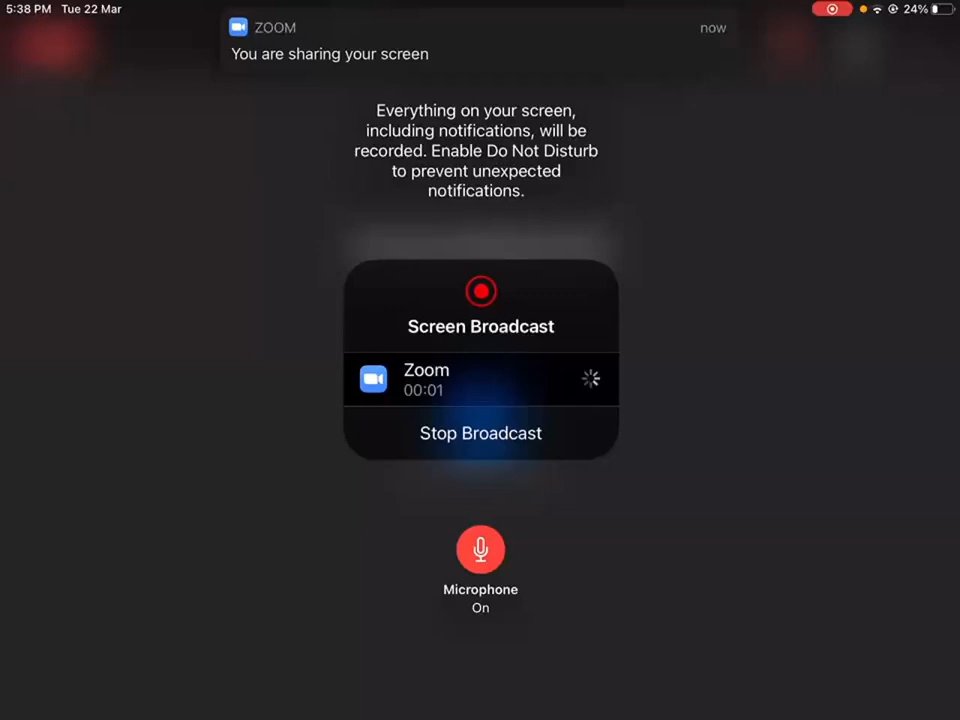 5:38 PM Tue 22 Mar
24%
ZOOM now
You are sharing your screen
Everything on your screen,
including notifications, will be
recorded. Enable Do Not Disturb
to prevent unexpected
notifications.
Screen Broadcast
Zoom
00:01
Stop Broadcast
Microphone
On